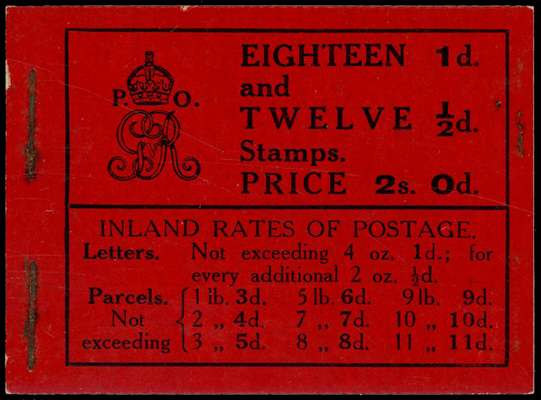 P. O.
GR
EIGHTEEN 1d.
and
TWELVE ½d.
Stamps.
PRICE 2s. 0d.
INLAND RATES OF POSTAGE.
Letters. Not exceeding 4 oz. 1d.; for
every additional 2 oz. ½d.
Parcels. 1 lb. 3d. 5 lb. 6d. 9 lb. 9d.
Not 2 „ 4d. 7 „ 7d. 10 „ 10d.
exceeding 3 „ 5d. 8 „ 8d. 11 „ 11d.